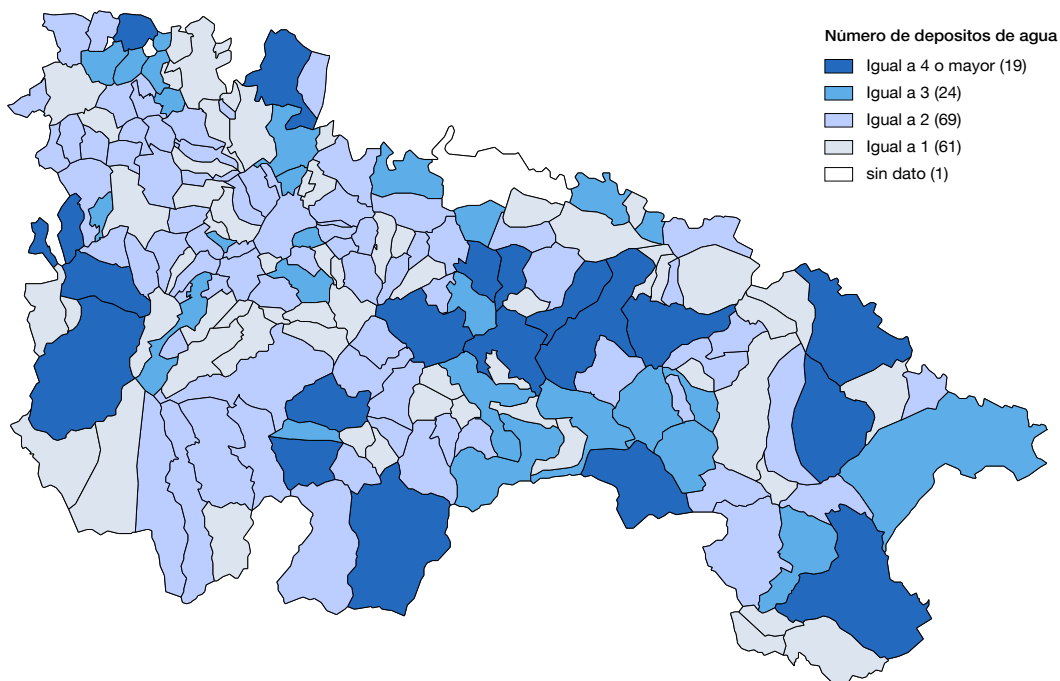 Número de depositos de agua
Igual a 4 o mayor (19)
Igual a 3 (24)
Igual a 2 (69)
Igual a 1 (61)
sin dato (1)